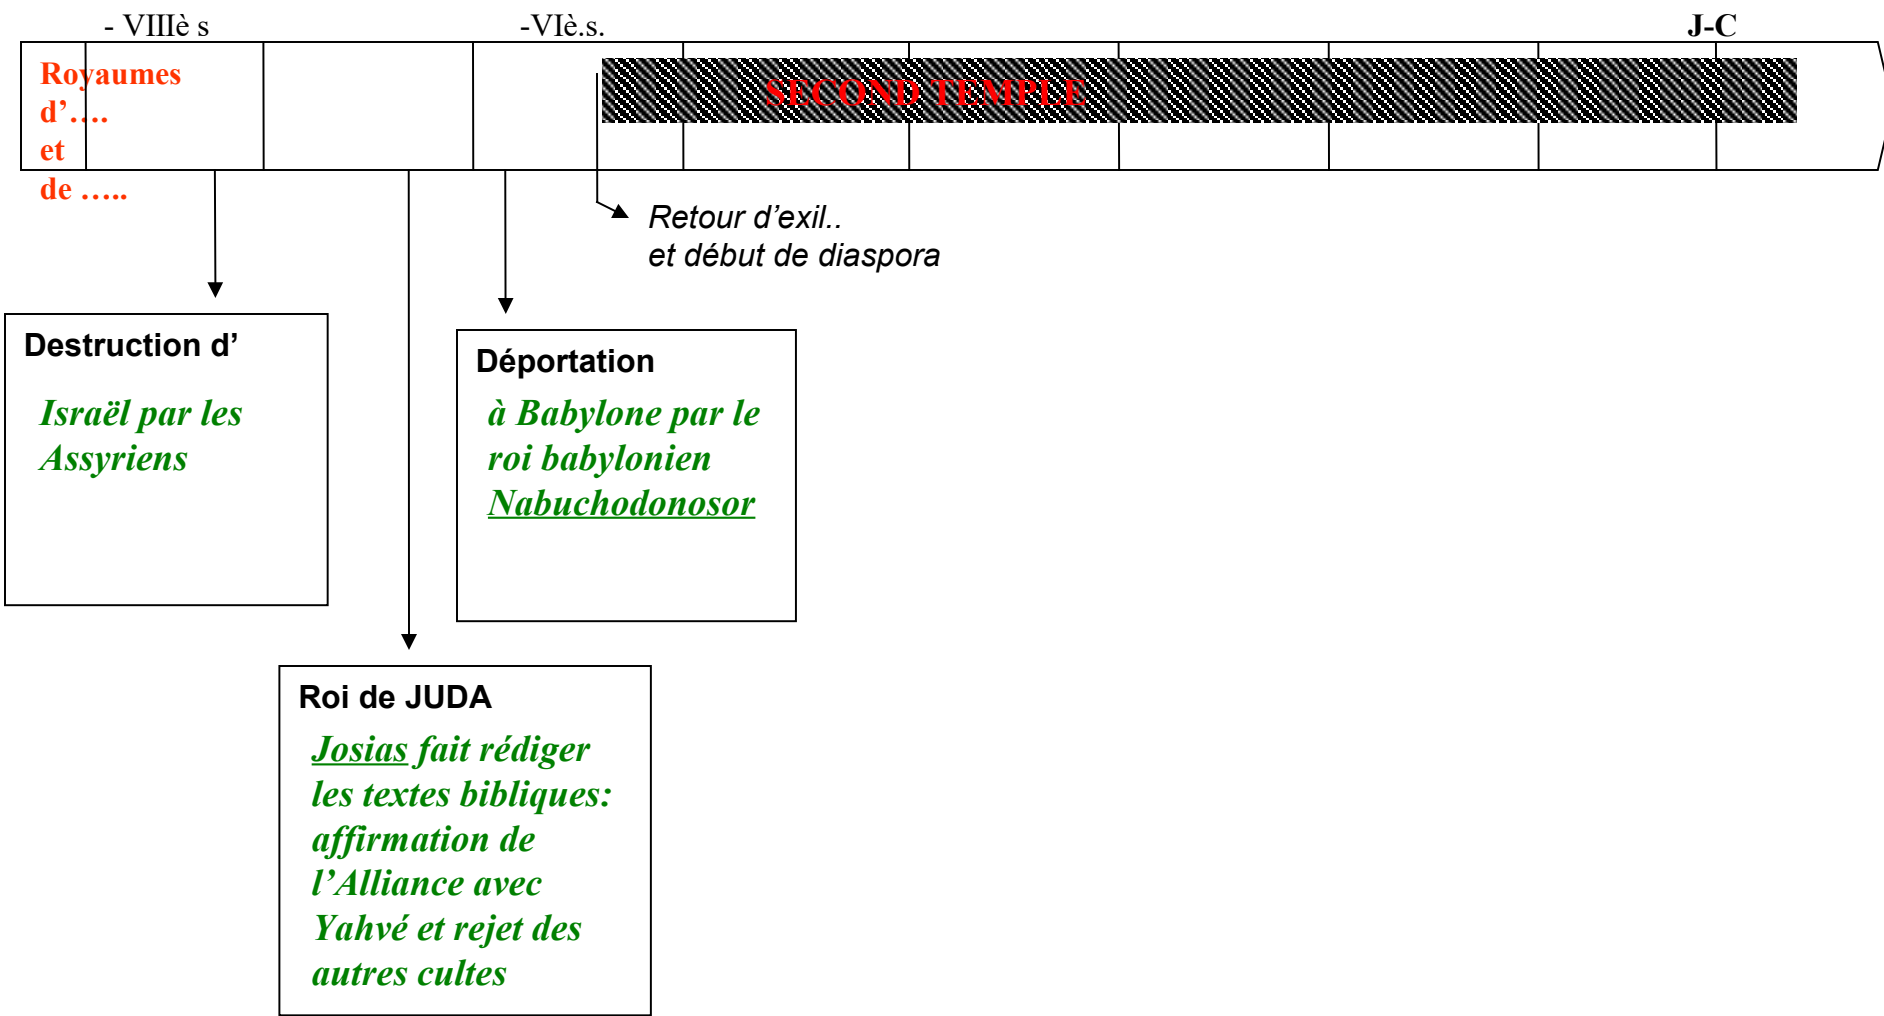 - VIIIè s
-VIè.s.
J-C
Royaumes
d’....
et
de .....
SECOND TEMPLE
Retour d’exil..
et début de diaspora
Destruction d’
Israël par les
Assyriens
Déportation
à Babylone par le
roi babylonien
Nabuchodonosor
Roi de JUDA
Josias fait rédiger
les textes bibliques:
affirmation de
l’Alliance avec
Yahvé et rejet des
autres cultes